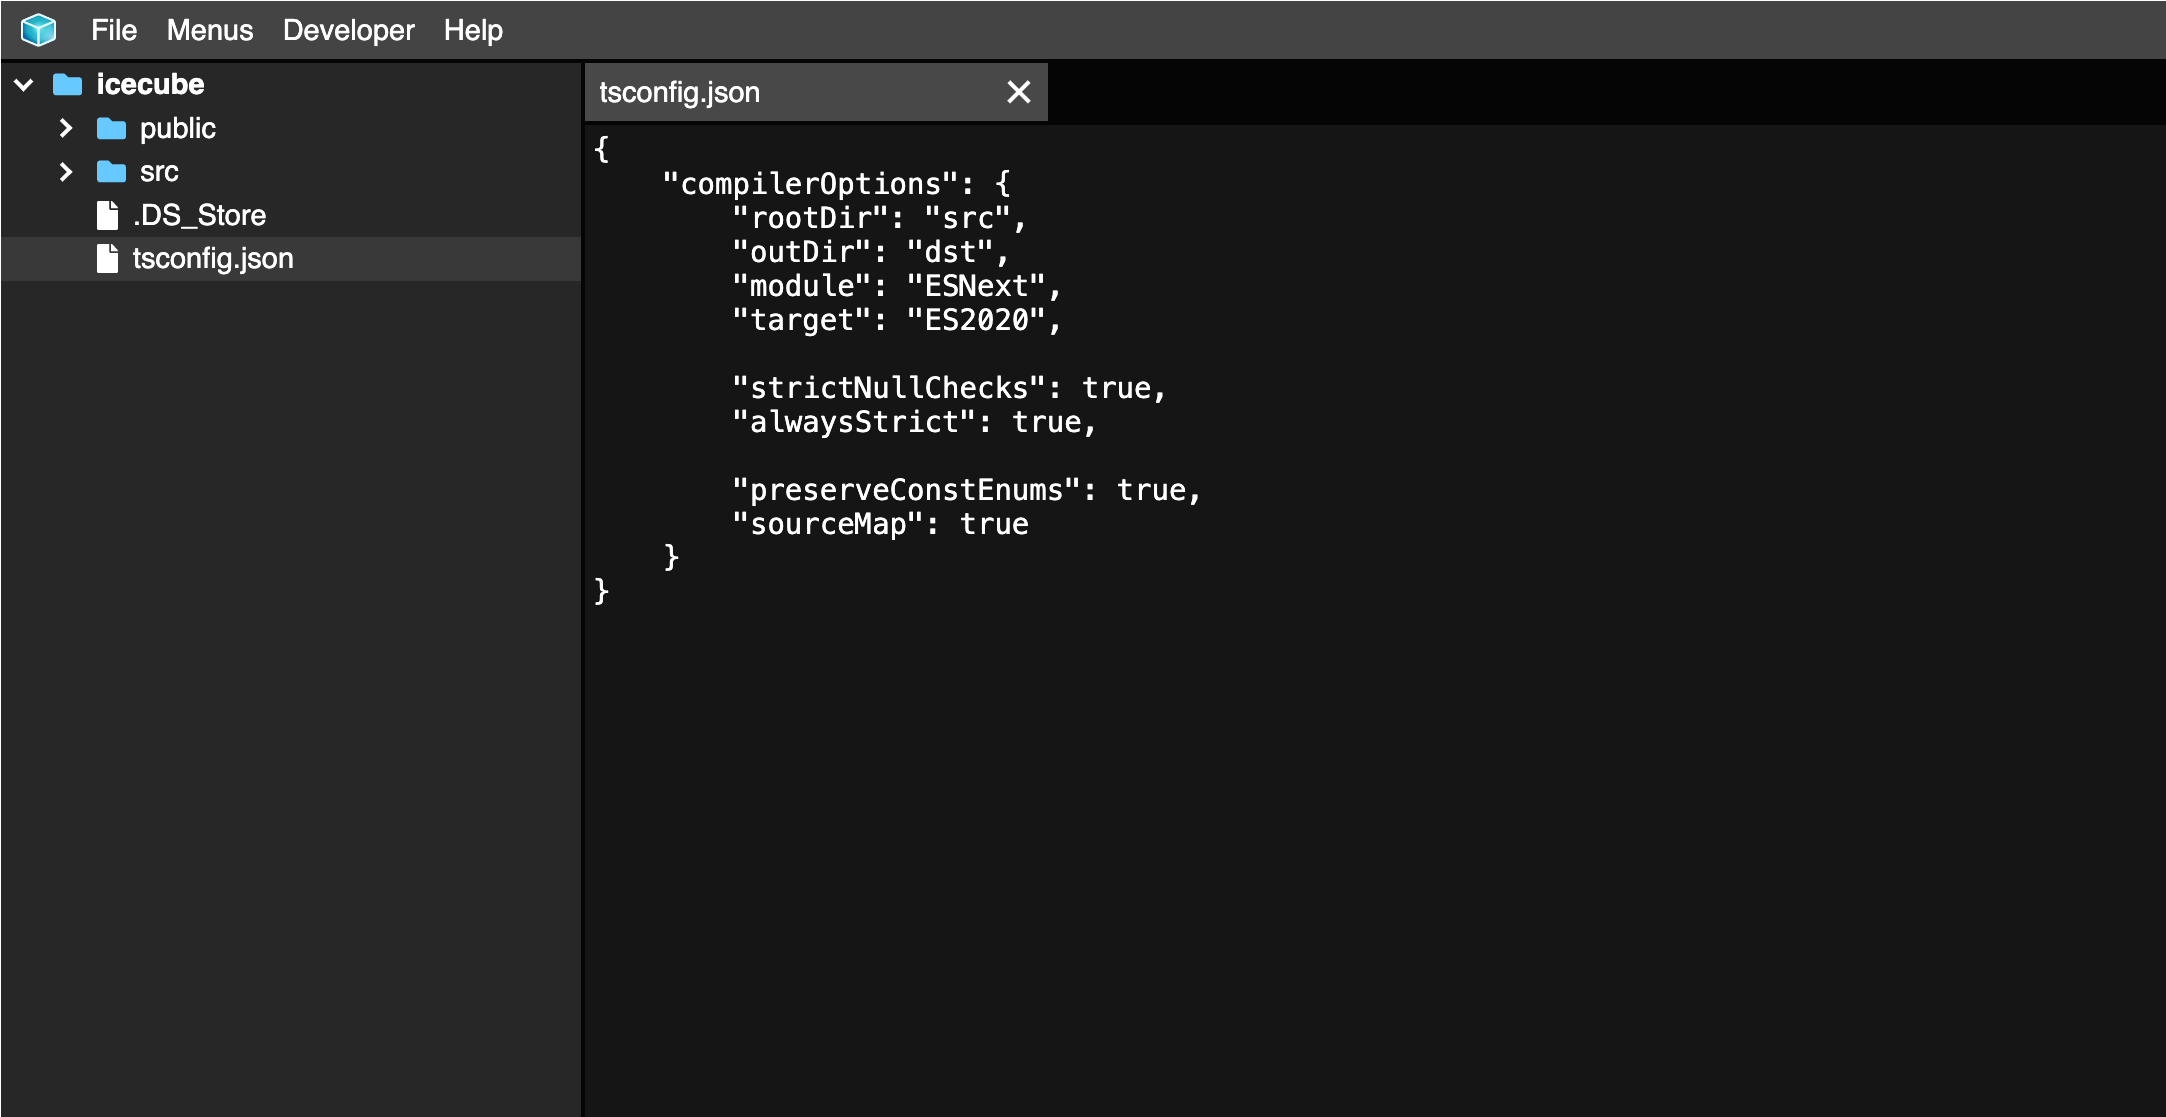 File Menus Developer Help
icecube
public
src
.DS_Store
tsconfig.json
tsconfig.json
{
    "compilerOptions": {
        "rootDir": "src",
        "outDir": "dst",
        "module": "ESNext",
        "target": "ES2020",

        "strictNullChecks": true,
        "alwaysStrict": true,

        "preserveConstEnums": true,
        "sourceMap": true
    }
}